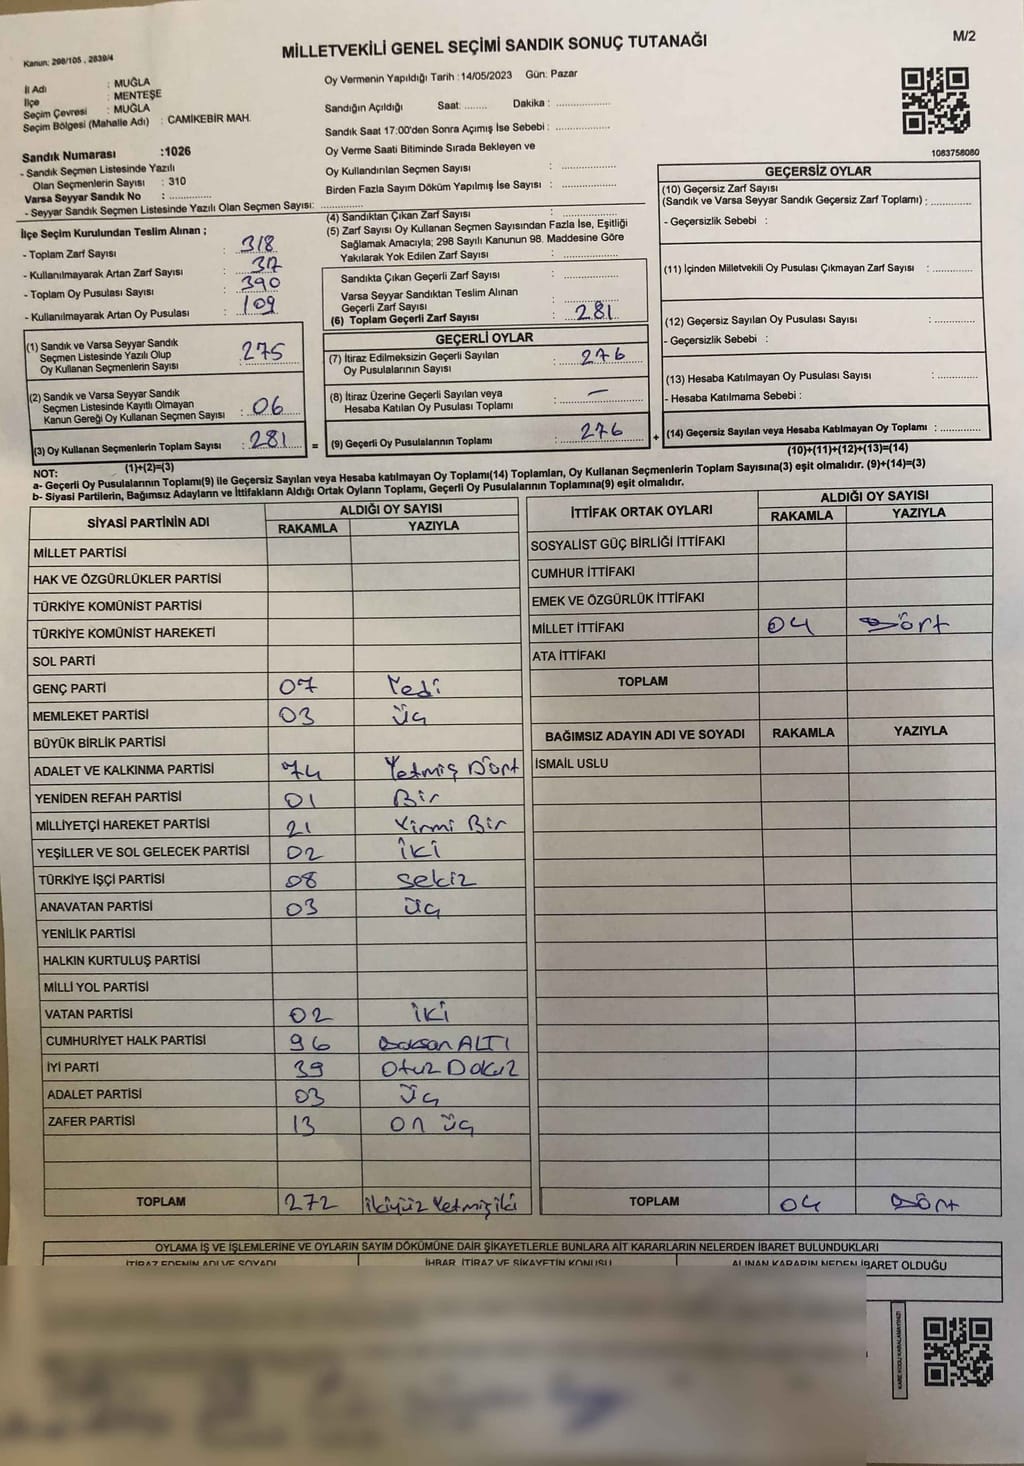 MİLLETVEKİLİ GENEL SEÇİMİ SANDIK SONUÇ TUTANAĞI
M/2
Kanun: 298/105 , 2839/4
İl Adı : MUĞLA
İlçe : MENTEŞE
Seçim Çevresi : MUĞLA
Seçim Bölgesi (Mahalle Adı) : CAMİKEBİR MAH.
Sandık Numarası :1026
- Sandık Seçmen Listesinde Yazılı
Olan Seçmenlerin Sayısı : 310
Varsa Seyyar Sandık No : ..............
- Seyyar Sandık Seçmen Listesinde Yazılı Olan Seçmen Sayısı: ..............
Oy Vermenin Yapıldığı Tarih : 14/05/2023 Gün: Pazar
Sandığın Açıldığı Saat: ........ Dakika : ..................
Sandık Saat 17:00'den Sonra Açımış İse Sebebi : ..................
Oy Verme Saati Bitiminde Sırada Bekleyen ve
Oy Kullandırılan Seçmen Sayısı : ..................
Birden Fazla Sayım Döküm Yapılmış İse Sayısı : ..................
1083758080
İlçe Seçim Kurulundan Teslim Alınan ;
- Toplam Zarf Sayısı : 318
- Kullanılmayarak Artan Zarf Sayısı : 37
- Toplam Oy Pusulası Sayısı : 390
- Kullanılmayarak Artan Oy Pusulası : 109
(1) Sandık ve Varsa Seyyar Sandık
Seçmen Listesinde Yazılı Olup
Oy Kullanan Seçmenlerin Sayısı : 275
(2) Sandık ve Varsa Seyyar Sandık
Seçmen Listesinde Kayıtlı Olmayan
Kanun Gereği Oy Kullanan Seçmen Sayısı : 06
(3) Oy Kullanan Seçmenlerin Toplam Sayısı : 281 =
(1)+(2)=(3)
(4) Sandıktan Çıkan Zarf Sayısı : ..............
(5) Zarf Sayısı Oy Kullanan Seçmen Sayısından Fazla İse, Eşitliği
Sağlamak Amacıyla; 298 Sayılı Kanunun 98. Maddesine Göre
Yakılarak Yok Edilen Zarf Sayısı : ..............
Sandıkta Çıkan Geçerli Zarf Sayısı : ..............
Varsa Seyyar Sandıktan Teslim Alınan
Geçerli Zarf Sayısı : ..............
(6) Toplam Geçerli Zarf Sayısı : 281
GEÇERLİ OYLAR
(7) İtiraz Edilmeksizin Geçerli Sayılan
Oy Pusulalarının Sayısı : 276
(8) İtiraz Üzerine Geçerli Sayılan veya
Hesaba Katılan Oy Pusulası Toplamı : —
(9) Geçerli Oy Pusulalarının Toplamı : 276 +
GEÇERSİZ OYLAR
(10) Geçersiz Zarf Sayısı
(Sandık ve Varsa Seyyar Sandık Geçersiz Zarf Toplamı) : ............
- Geçersizlik Sebebi :
(11) İçinden Milletvekili Oy Pusulası Çıkmayan Zarf Sayısı : ............
(12) Geçersiz Sayılan Oy Pusulası Sayısı : ............
- Geçersizlik Sebebi :
(13) Hesaba Katılmayan Oy Pusulası Sayısı : ............
- Hesaba Katılmama Sebebi :
(14) Geçersiz Sayılan veya Hesaba Katılmayan Oy Toplamı : ............
(10)+(11)+(12)+(13)=(14)
NOT:
a- Geçerli Oy Pusulalarının Toplamı(9) ile Geçersiz Sayılan veya Hesaba katılmayan Oy Toplamı(14) Toplamları, Oy Kullanan Seçmenlerin Toplam Sayısına(3) eşit olmalıdır. (9)+(14)=(3)
b- Siyasi Partilerin, Bağımsız Adayların ve İttifakların Aldığı Ortak Oyların Toplamı, Geçerli Oy Pusulalarının Toplamına(9) eşit olmalıdır.
SİYASİ PARTİNİN ADI ALDIĞI OY SAYISI
RAKAMLA YAZIYLA
MİLLET PARTİSİ
HAK VE ÖZGÜRLÜKLER PARTİSİ
TÜRKİYE KOMÜNİST PARTİSİ
TÜRKİYE KOMÜNİST HAREKETİ
SOL PARTİ
GENÇ PARTİ 07 Yedi
MEMLEKET PARTİSİ 03 Üç
BÜYÜK BİRLİK PARTİSİ
ADALET VE KALKINMA PARTİSİ 74 Yetmiş Dört
YENİDEN REFAH PARTİSİ 01 Bir
MİLLİYETÇİ HAREKET PARTİSİ 21 Yirmi Bir
YEŞİLLER VE SOL GELECEK PARTİSİ 02 İki
TÜRKİYE İŞÇİ PARTİSİ 08 Sekiz
ANAVATAN PARTİSİ 03 Üç
YENİLİK PARTİSİ
HALKIN KURTULUŞ PARTİSİ
MİLLİ YOL PARTİSİ
VATAN PARTİSİ 02 İki
CUMHURİYET HALK PARTİSİ 96 Doksan ALTI
İYİ PARTİ 39 Otuz Dokuz
ADALET PARTİSİ 03 Üç
ZAFER PARTİSİ 13 On Üç
TOPLAM 272 İkiyüz Yetmiş iki
İTTİFAK ORTAK OYLARI ALDIĞI OY SAYISI
RAKAMLA YAZIYLA
SOSYALİST GÜÇ BİRLİĞİ İTTİFAKI
CUMHUR İTTİFAKI
EMEK VE ÖZGÜRLÜK İTTİFAKI
MİLLET İTTİFAKI 04 Dört
ATA İTTİFAKI
TOPLAM
BAĞIMSIZ ADAYIN ADI VE SOYADI RAKAMLA YAZIYLA
İSMAİL USLU
TOPLAM 04 Dört
OYLAMA İŞ VE İŞLEMLERİNE VE OYLARIN SAYIM DÖKÜMÜNE DAİR ŞİKAYETLERLE BUNLARA AİT KARARLARIN NELERDEN İBARET BULUNDUKLARI
İTİRAZ EDENİN ADI VE SOYADI İHBAR, İTİRAZ VE ŞİKAYETİN KONUSU ALINAN KARARIN NEDEN İBARET OLDUĞU
KARE KODU KARALAMAYINIZ!